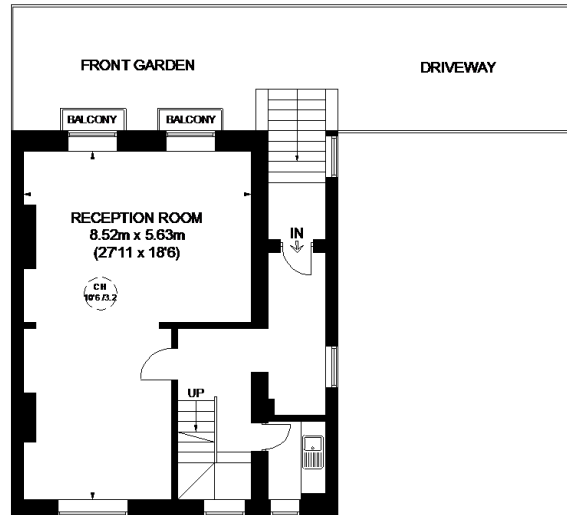 FRONT GARDEN
DRIVEWAY
BALCONY
BALCONY
RECEPTION ROOM
8.52m x 5.63m
(27'11 x 18'6)
IN
CH
10'6 /3.2
UP